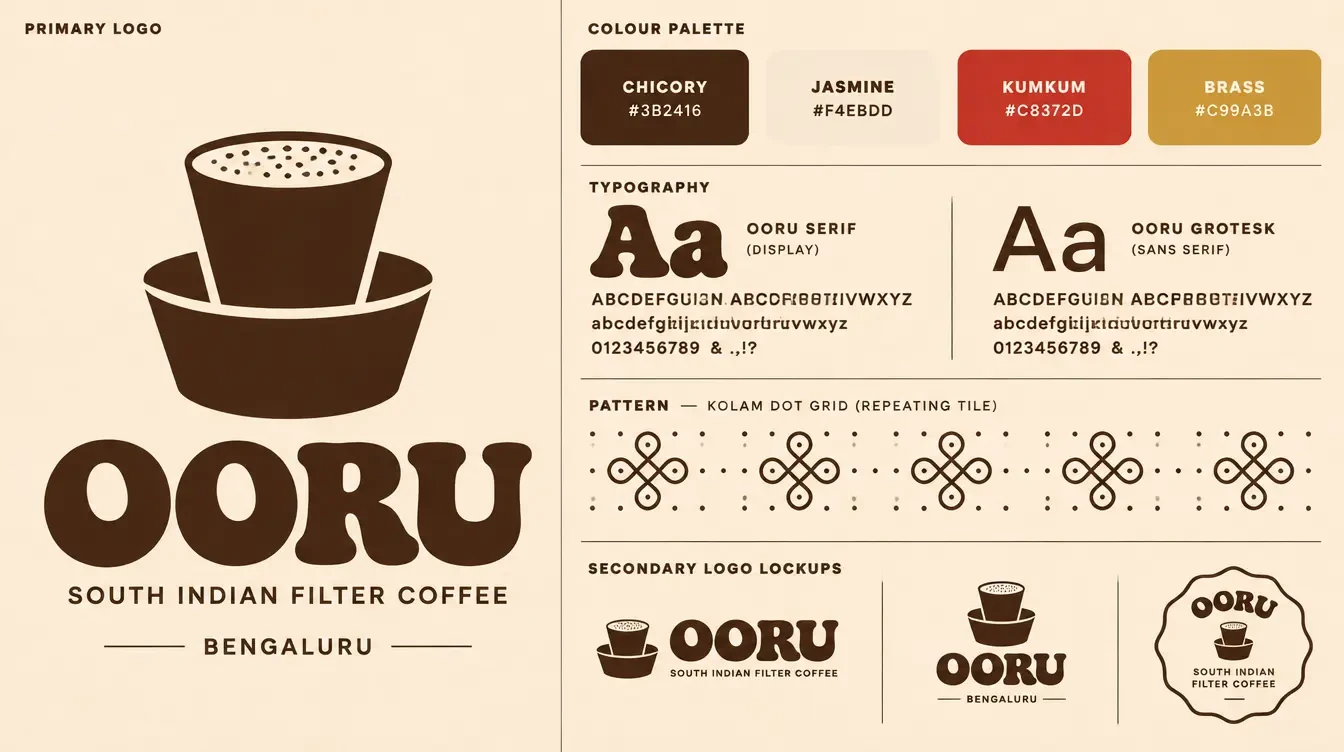 PRIMARY LOGO
OORU
SOUTH INDIAN FILTER COFFEE
BENGALURU
COLOUR PALETTE
CHICORY
#3B2416
JASMINE
#F4EBDD
KUMKUM
#C8372D
BRASS
#C99A3B
TYPOGRAPHY
Aa
OORU SERIF
(DISPLAY)
0123456789 & .,!?
Aa
OORU GROTESK
(SANS SERIF)
0123456789 & .,!?
PATTERN — KOLAM DOT GRID (REPEATING TILE)
SECONDARY LOGO LOCKUPS
OORU
SOUTH INDIAN FILTER COFFEE
OORU
BENGALURU
OORU
SOUTH INDIAN
FILTER COFFEE